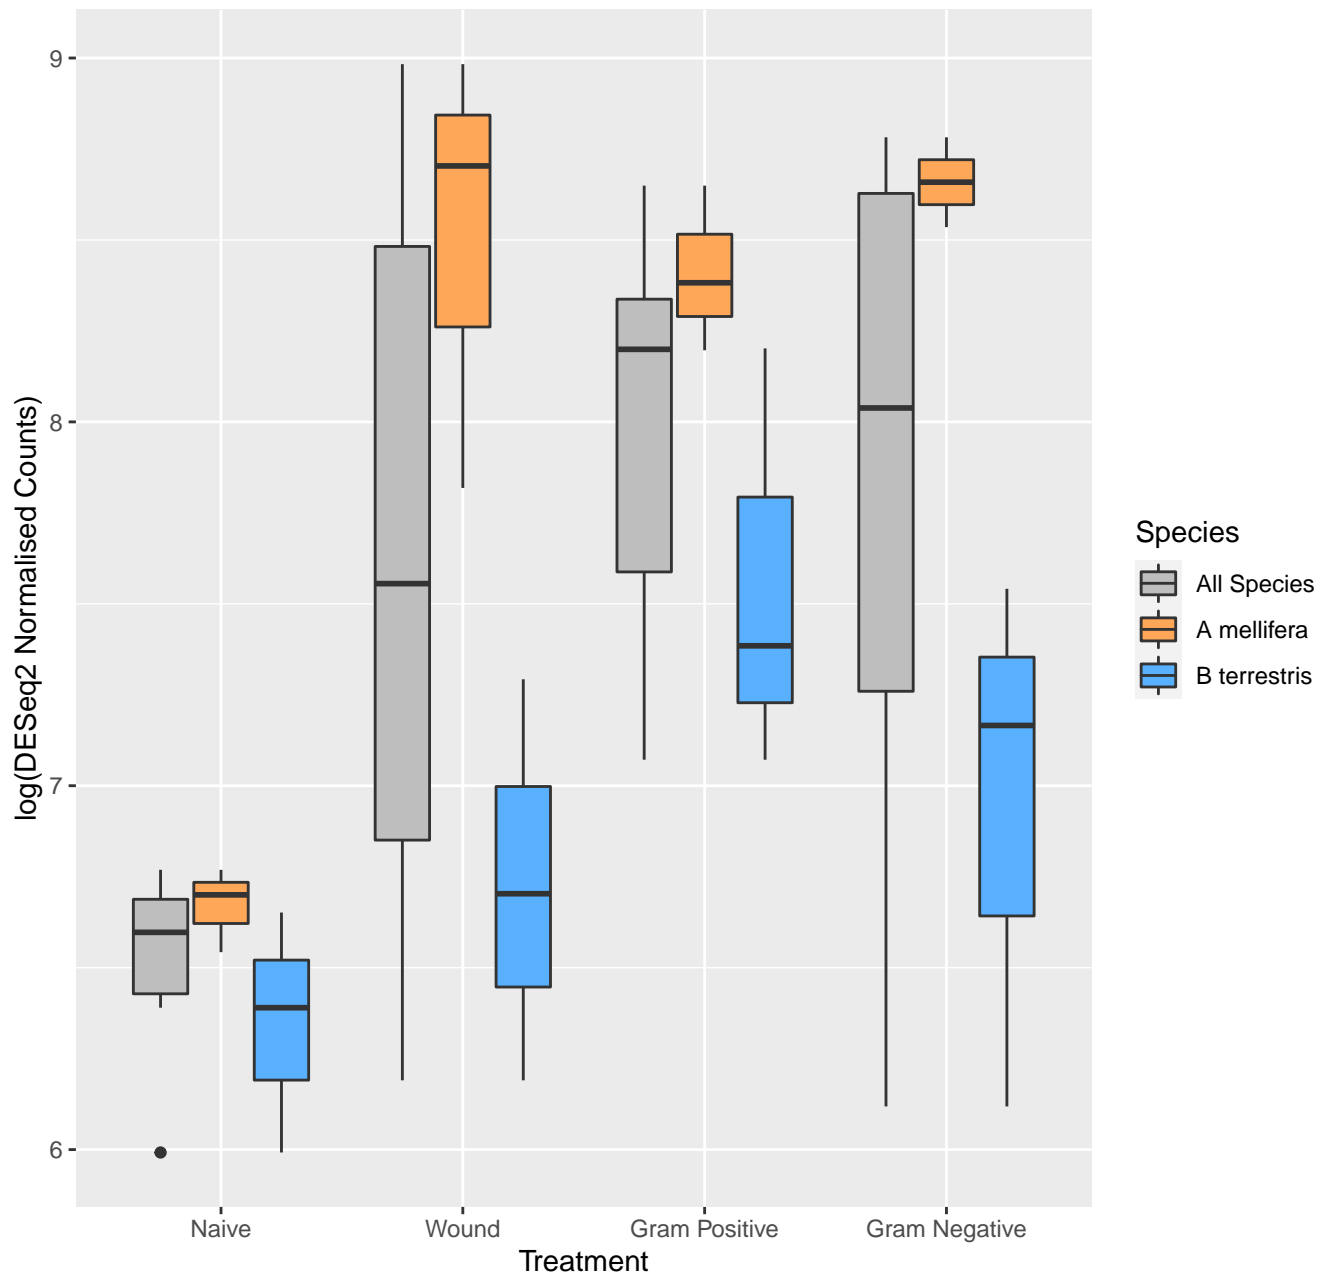 log(DESeq2 Normalised Counts)
9
8
7
6
Naive
Wound
Gram Positive
Gram Negative
Treatment
Species
All Species
A mellifera
B terrestris